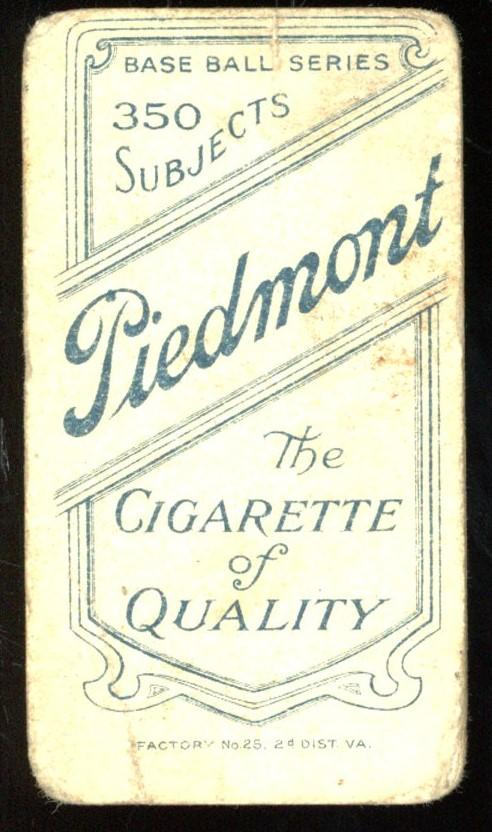 BASE BALL SERIES
350
SUBJECTS
Piedmont
The
CIGARETTE
of
QUALITY
FACTORY No.25, 2d DIST. VA.